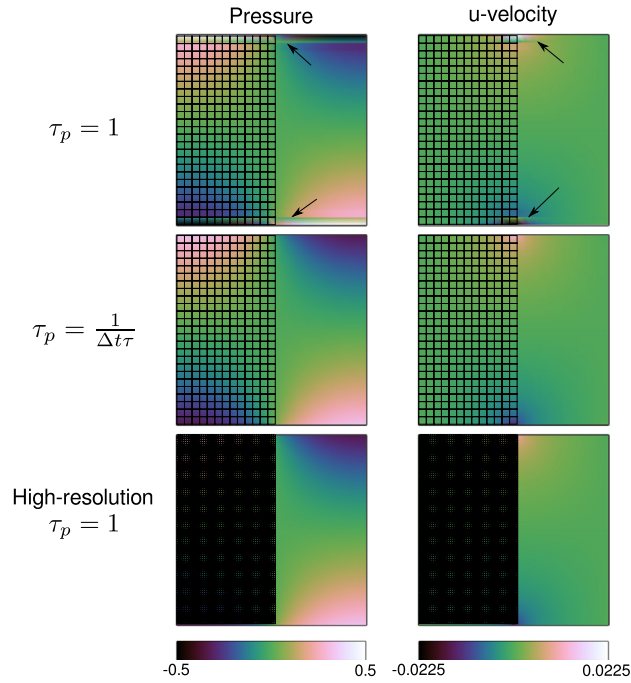 Pressure
u-velocity
τ_p = 1
τ_p = 1/Δtτ
High-resolution
τ_p = 1
-0.5
0.5
-0.0225
0.0225